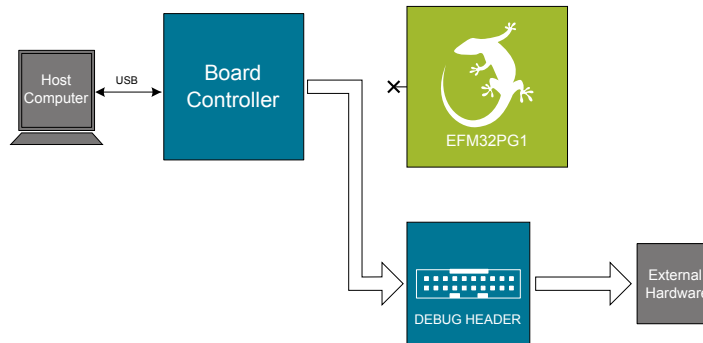 Host
Computer
USB
Board
Controller
EFM32PG1
DEBUG HEADER
External
Hardware